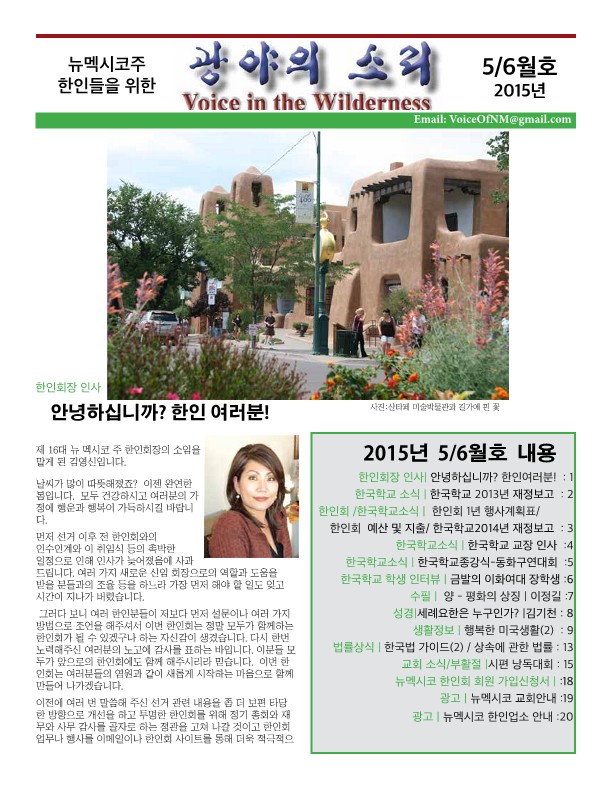 뉴멕시코주
한인들을 위한
광야의 소리
Voice in the Wilderness
5/6월호
2015년
Email: VoiceOfNM@gmail.com
한인회장 인사
안녕하십니까? 한인 여러분!
사진:산타페 미술박물관과 길가에 핀 꽃
제 16대 뉴 멕시코 주 한인회장의 소임을
맡게 된 김영신입니다.
날씨가 많이 따뜻해졌죠? 이젠 완연한
봄입니다. 모두 건강하시고 여러분의 가
정에 행운과 행복이 가득하시길 바랍니
다.
먼저 선거 이후 전 한인회와의
인수인계와 이 취임식 등의 촉박한
일정으로 인해 인사가 늦어졌음에 사과
드립니다. 여러 가지 새로운 신임 회장으로의 역할과 도움을
받을 분들과의 조율 등을 하느라 가장 먼저 해야 할 일도 잊고
시간이 지나가 버렸습니다.
그러다 보니 여러 한인분들이 저보다 먼저 설문이나 여러 가지
방법으로 조언을 해주셔서 이번 한인회는 정말 모두가 함께하는
한인회가 될 수 있겠구나 하는 자신감이 생겼습니다. 다시 한번
노력해주신 여러분의 노고에 감사를 표하는 바입니다. 이분들 모
두가 앞으로의 한인회에도 함께 해주시리라 믿습니다. 이번 한
인회는 여러분들의 염원과 같이 새롭게 시작하는 마음으로 함께
만들어 나가겠습니다.
이전에 여러 번 말씀해 주신 선거 관련 내용을 좀 더 보편 타당
한 방향으로 개선을 하고 투명한 한인회를 위해 정기 총회와 재
무와 사무 감사를 골자로 하는 정관을 고쳐 나갈 것이고 한인회
업무나 행사를 이메일이나 한인회 사이트를 통해 더욱 적극적으
2015년 5/6월호 내용
한인회장 인사| 안녕하십니까? 한인여러분! : 1
한국학교 소식 | 한국학교 2013년 재정보고 : 2
한인회 /한국학교소식 | 한인회 1년 행사계획표/
한인회 예산 및 지출/ 한국학교2014년 재정보고 : 3
한국학교소식 | 한국학교 교장 인사 :4
한국학교소식 | 한국학교종강식-동화구연대회 :5
한국학교 학생 인터뷰 | 금발의 이화여대 장학생 :6
수필 | 양 - 평화의 상징 | 이정길 :7
성경|세례요한은 누구인가? |김기천 : 8
생활정보 | 행복한 미국생활(2) : 9
법률상식 | 한국법 가이드(2) / 상속에 관한 법률 : 13
교회 소식/부활절 |시편 낭독대회 : 15
뉴멕시코 한인회 회원 가입신청서 | :18
광고 | 뉴멕시코 교회안내 :19
광고 | 뉴멕시코 한인업소 안내 :20